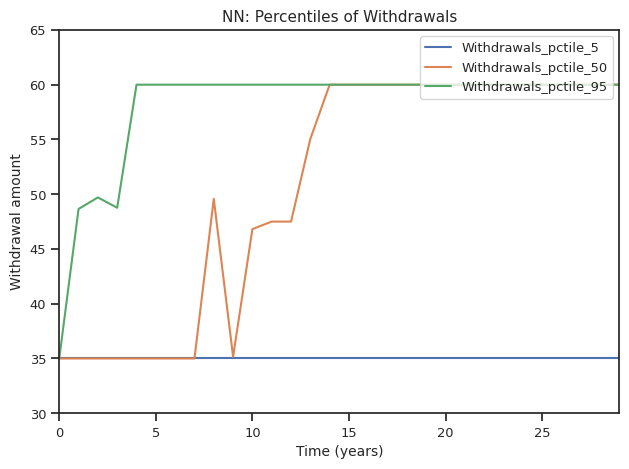 NN: Percentiles of Withdrawals
65
60
55
50
45
40
35
30
Withdrawal amount
Withdrawals_pctile_5
Withdrawals_pctile_50
Withdrawals_pctile_95
0 5 10 15 20 25
Time (years)